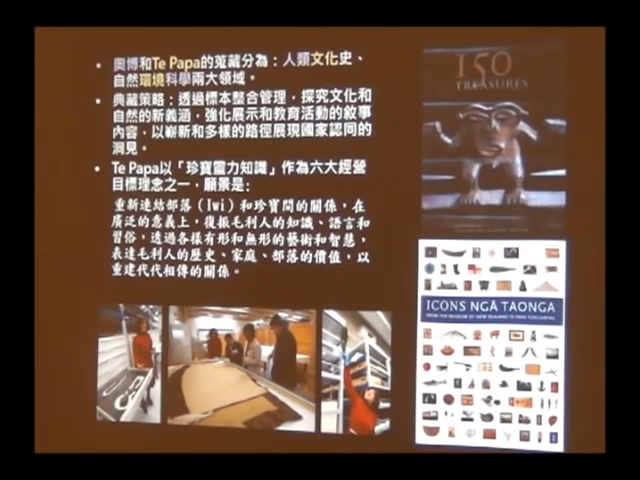 • 奧博和Te Papa的蒐藏分為：人類文化史、
自然環境科學兩大領域。
• 典藏策略：透過標本整合管理，探究文化和
自然的新義涵，強化展示和教育活動的敘事
內容，以嶄新和多樣的路徑展現國家認同的
洞見。
• Te Papa以「珍寶靈力知識」作為六大經營
目標理念之一，願景是：
重新連結部落（Iwi）和珍寶間的關係，在
廣泛的意義上，復振毛利人的知識、語言和
習俗，透過各樣有形和無形的藝術和智慧，
表達毛利人的歷史、家庭、部落的價值，以
重建代代相傳的關係。
150
TREASURES
ICONS NGĀ TAONGA
FROM THE MUSEUM OF NEW ZEALAND TE PAPA TONGAREWA